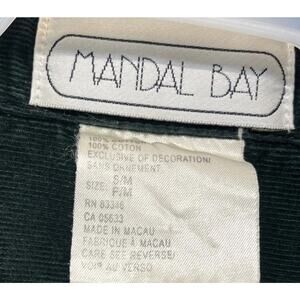 MANDAL BAY
100% COTTON
100% COTON
EXCLUSIVE OF DECORATION
SANS ORNEMENT
S/M
SIZE:
P/M
RN 83346
CA 05633
MADE IN MACAU
FABRIQUÉ À MACAU
CARE SEE REVERSE/
VOIR AU VERSO